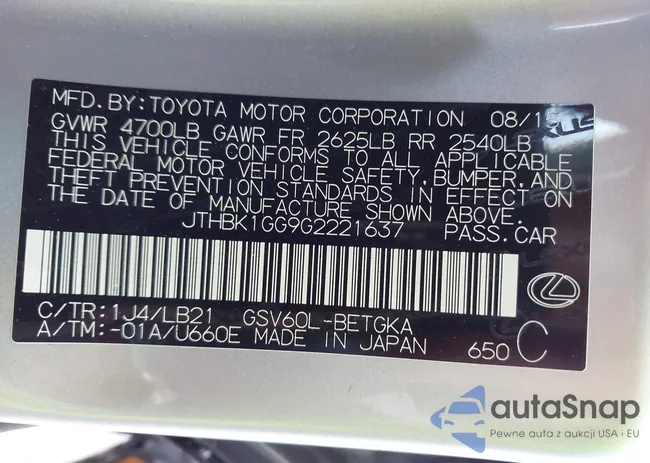 MFD.BY:TOYOTA MOTOR CORPORATION 08/15
GVWR 4700LB GAWR FR 2625LB RR 2540LB
THIS VEHICLE CONFORMS TO ALL APPLICABLE
FEDERAL MOTOR VEHICLE SAFETY,BUMPER,AND
THEFT PREVENTION STANDARDS IN EFFECT ON
THE DATE OF MANUFACTURE SHOWN ABOVE.
JTHBK1GG9G2221637 PASS.CAR
C/TR:1J4/LB21 GSV60L-BETGKA
A/TM:-01A/U660E MADE IN JAPAN 650 C
autaSnap
Pewne auta z aukcji USA i EU